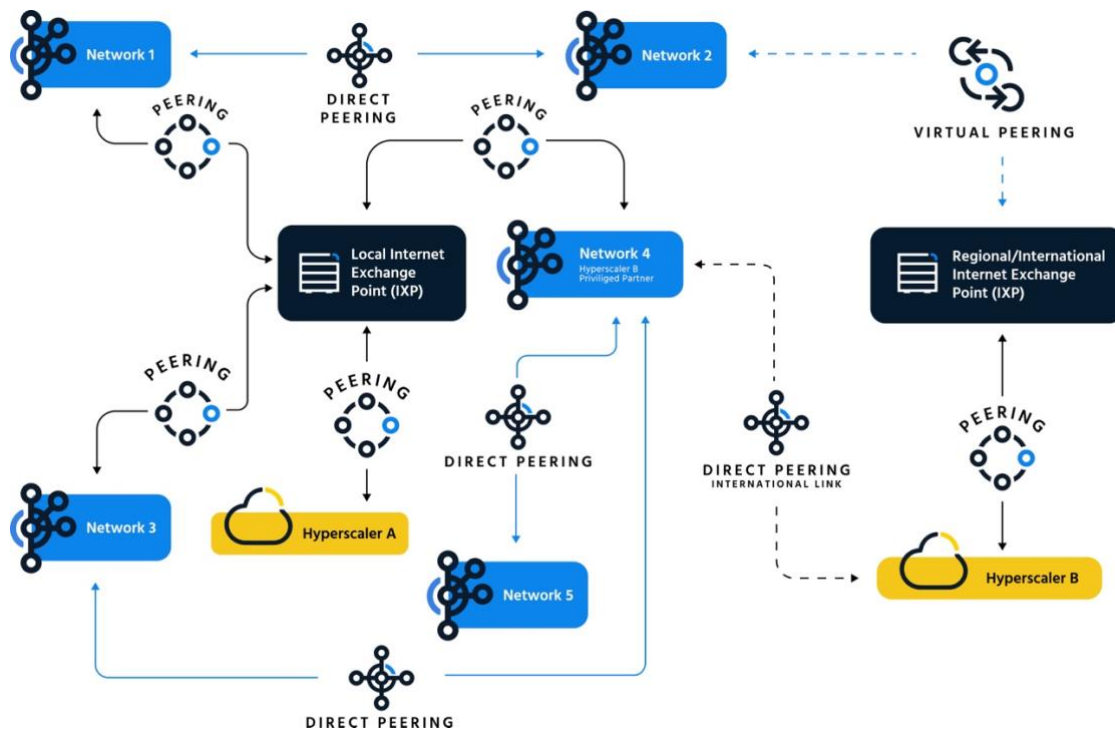 Network 1
DIRECT
PEERING
Network 2
VIRTUAL PEERING
PEERING
PEERING
Local Internet
Exchange
Point (IXP)
Network 4
Hyperscaler B
Priviliged Partner
Regional/International
Internet Exchange
Point (IXP)
PEERING
PEERING
DIRECT PEERING
DIRECT PEERING
INTERNATIONAL LINK
PEERING
Network 3
Hyperscaler A
Network 5
Hyperscaler B
DIRECT PEERING